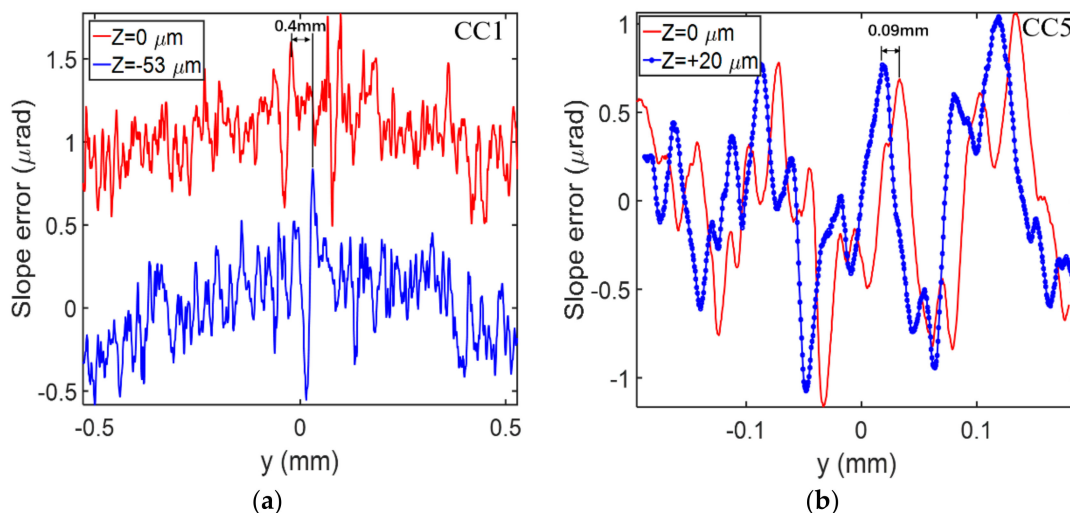 0.4mm
CC1
Z=0 μm
Z=-53 μm
Slope error (μrad)
1.5
1
0.5
0
-0.5
-0.5
0
0.5
y (mm)
(a)
0.09mm
CC5
Z=0 μm
Z=+20 μm
Slope error (μrad)
1
0.5
0
-0.5
-1
-0.1
0
0.1
y (mm)
(b)